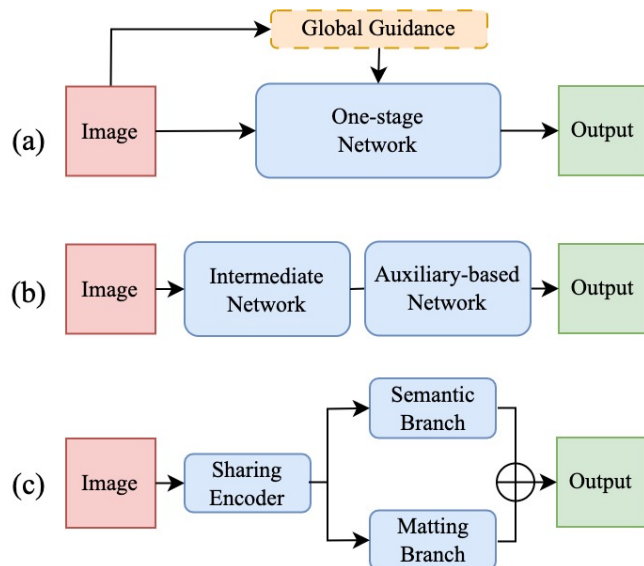 Global Guidance
(a)
Image
One-stage
Network
Output
(b)
Image
Intermediate
Network
Auxiliary-based
Network
Output
(c)
Image
Sharing
Encoder
Semantic
Branch
Matting
Branch
Output